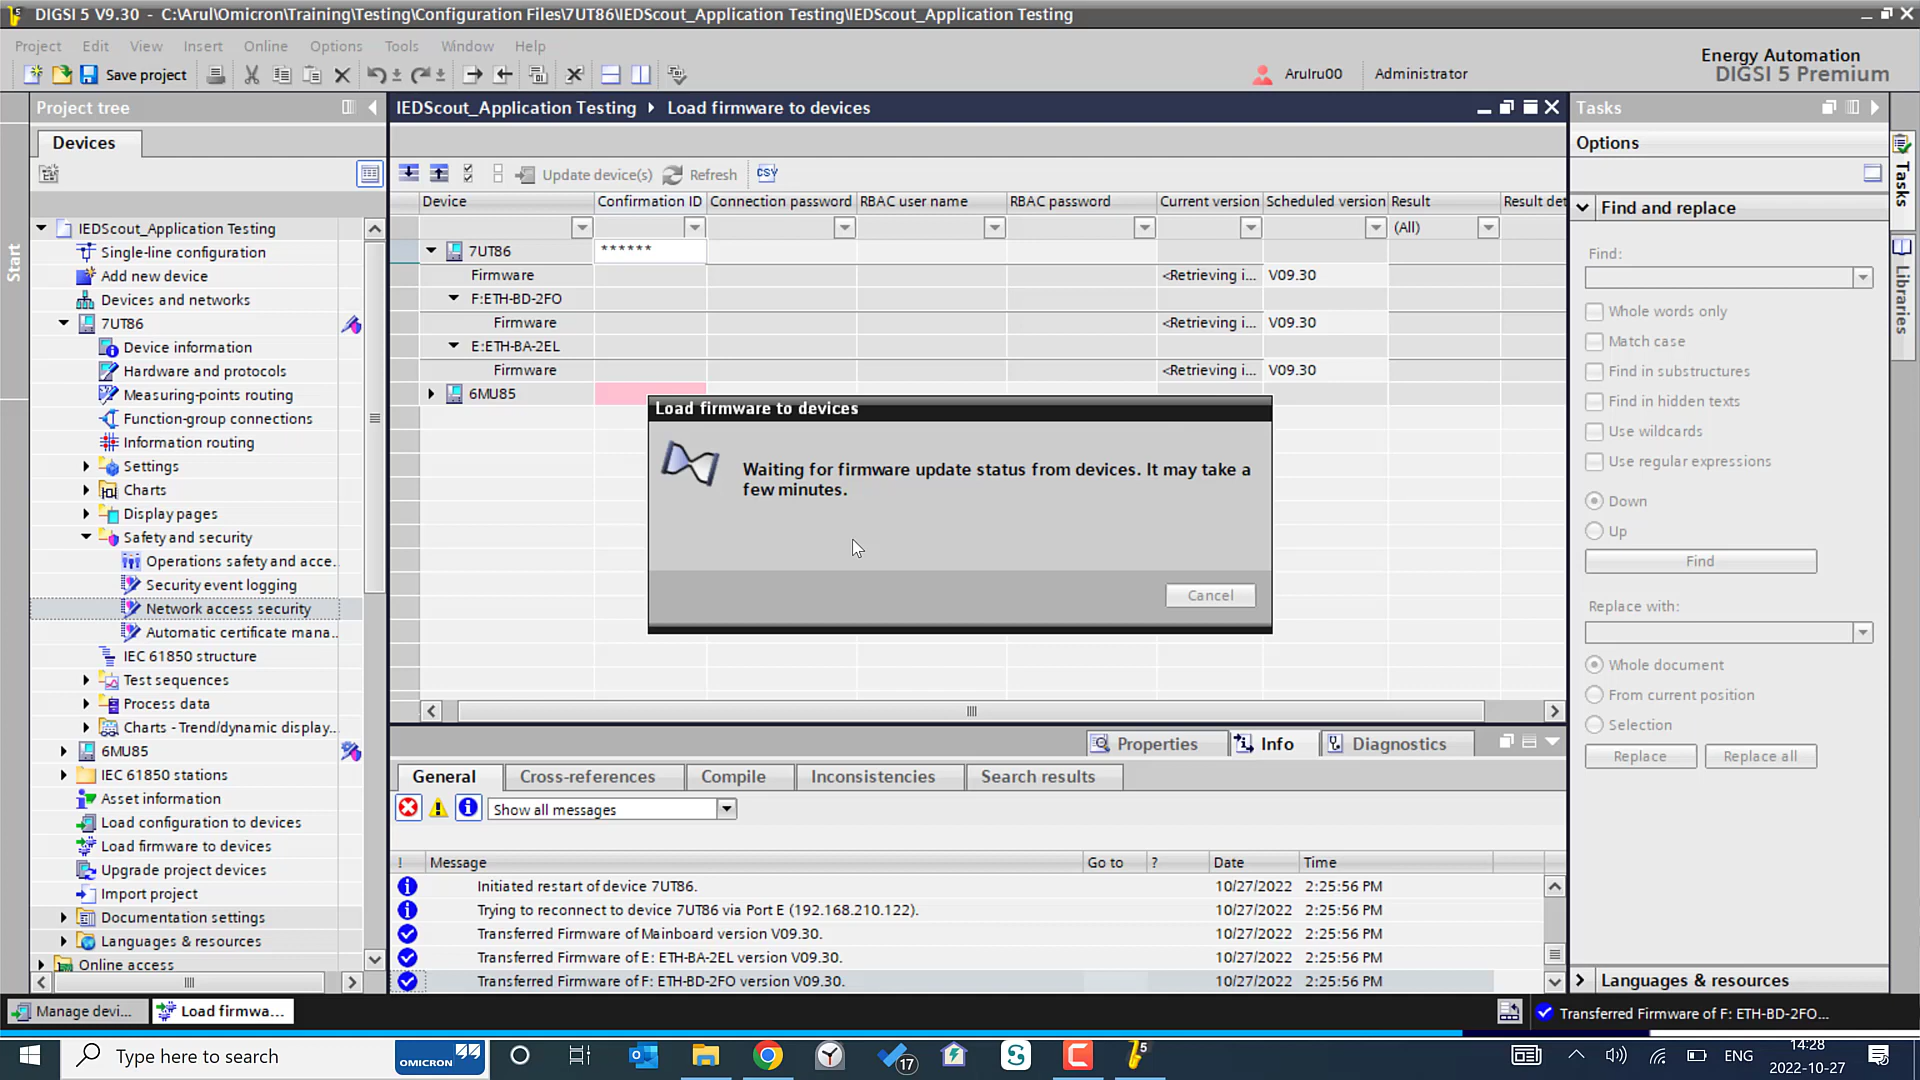 DIGSI 5 V9.30 - C:\Arul\Omicron\Training\Testing\Configuration Files\7UT86\IEDScout_Application Testing\IEDScout_Application Testing
Project Edit View Insert Online Options Tools Window Help
Energy Automation
DIGSI 5 Premium
Save project
Arulru00 Administrator
Project tree
IEDScout_Application Testing Load firmware to devices
Tasks
Devices
Options
Update device(s) Refresh CSV
Device Confirmation ID Connection password RBAC user name RBAC password Current version Scheduled version Result Result det
(All)
7UT86 ******
Firmware <Retrieving i... V09.30
F:ETH-BD-2FO
Firmware <Retrieving i... V09.30
E:ETH-BA-2EL
Firmware <Retrieving i... V09.30
6MU85
Load firmware to devices
Waiting for firmware update status from devices. It may take a
few minutes.
Cancel
Start
IEDScout_Application Testing
Single-line configuration
Add new device
Devices and networks
7UT86
Device information
Hardware and protocols
Measuring-points routing
Function-group connections
Information routing
Settings
Charts
Display pages
Safety and security
Operations safety and acce..
Security event logging
Network access security
Automatic certificate mana..
IEC 61850 structure
Test sequences
Process data
Charts - Trend/dynamic display...
6MU85
IEC 61850 stations
Asset information
Load configuration to devices
Load firmware to devices
Upgrade project devices
Import project
Documentation settings
Languages & resources
Online access
Find and replace
Find:
Whole words only
Match case
Find in substructures
Find in hidden texts
Use wildcards
Use regular expressions
Down
Up
Find
Replace with:
Whole document
From current position
Selection
Replace Replace all
Languages & resources
Tasks
Libraries
Properties Info Diagnostics
General Cross-references Compile Inconsistencies Search results
Show all messages
! Message Go to ? Date Time
Initiated restart of device 7UT86. 10/27/2022 2:25:56 PM
Trying to reconnect to device 7UT86 via Port E (192.168.210.122). 10/27/2022 2:25:56 PM
Transferred Firmware of Mainboard version V09.30. 10/27/2022 2:25:56 PM
Transferred Firmware of E: ETH-BA-2EL version V09.30. 10/27/2022 2:25:56 PM
Transferred Firmware of F: ETH-BD-2FO version V09.30. 10/27/2022 2:25:56 PM
Manage devi... Load firmwa...
Transferred Firmware of F: ETH-BD-2FO...
Type here to search
OMICRON
17
5
ENG
14:28
2022-10-27